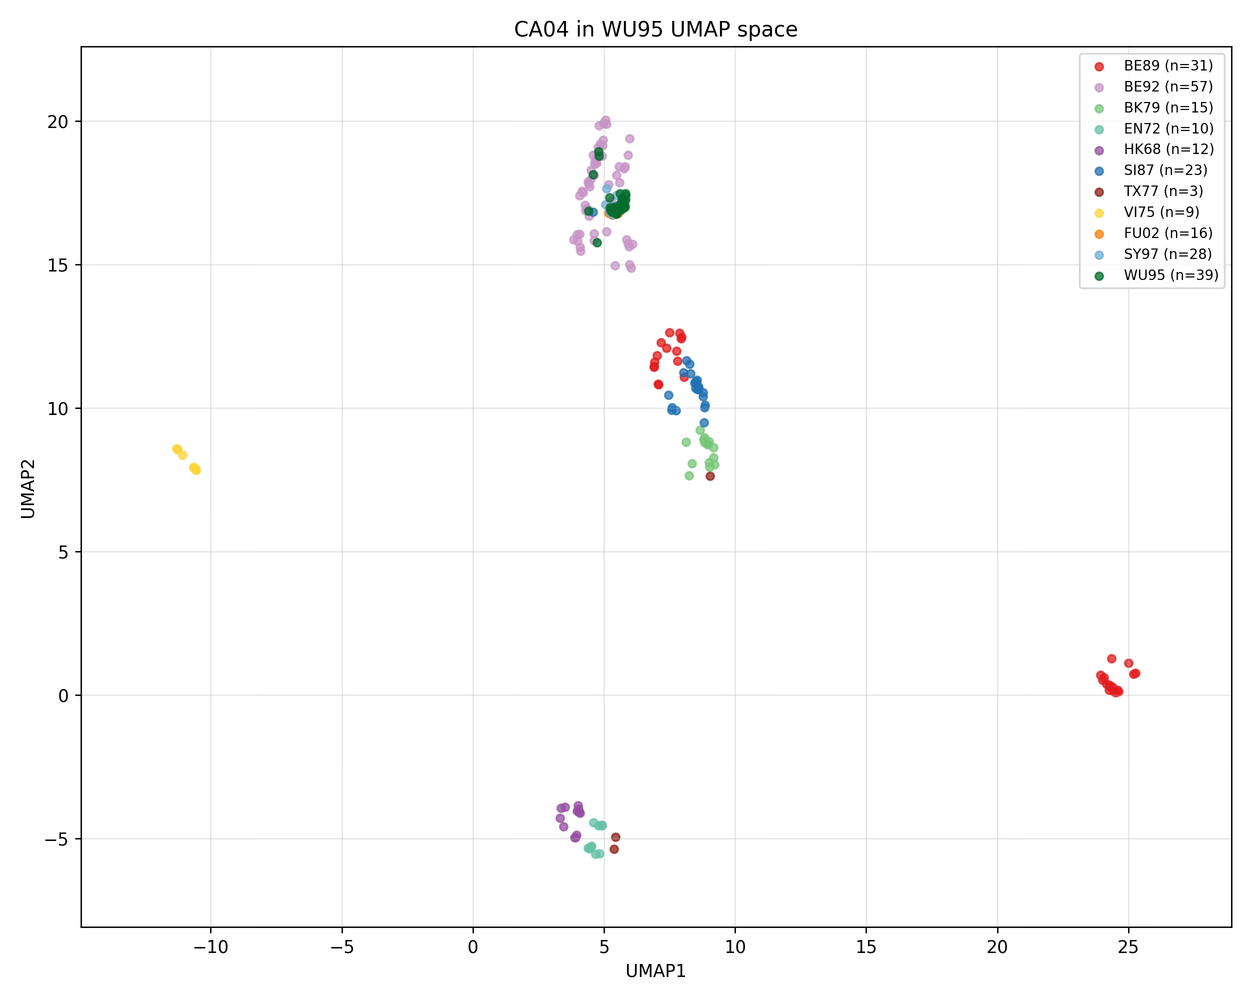 CA04 in WU95 UMAP space
BE89 (n=31)
BE92 (n=57)
BK79 (n=15)
EN72 (n=10)
HK68 (n=12)
SI87 (n=23)
TX77 (n=3)
VI75 (n=9)
FU02 (n=16)
SY97 (n=28)
WU95 (n=39)
20
15
10
5
0
−5
UMAP2
−10 −5 0 5 10 15 20 25
UMAP1